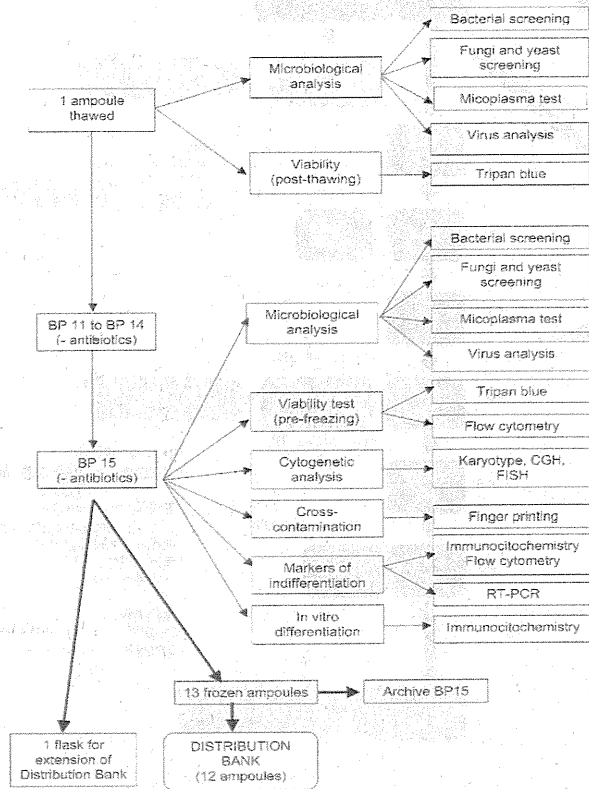 Bacterial screening
Fungi and yeast
screening
Microbiological
analysis
1 ampoule
thawed
Micoplasma test
Virus analysis
Viability
(post-thawing)
Tripan blue
Bacterial screening
Fungi and yeast
screening
BP 11 to BP 14
(- antibiotics)
Microbiological
analysis
Micoplasma test
Virus analysis
Viability test
(pre-freezing)
Tripan blue
Flow cytometry
BP 15
(- antibiotics)
Cytogenetic
analysis
Karyotype, CGH,
FISH
Cross-
contamination
Finger printing
Markers of
indifferentiation
Immunocitochemistry
Flow cytometry
RT-PCR
In vitro
differentiation
Immunocitochemistry
13 frozen ampoules
Archive BP15
1 flask for
extension of
Distribution Bank
DISTRIBUTION
BANK
(12 ampoules)